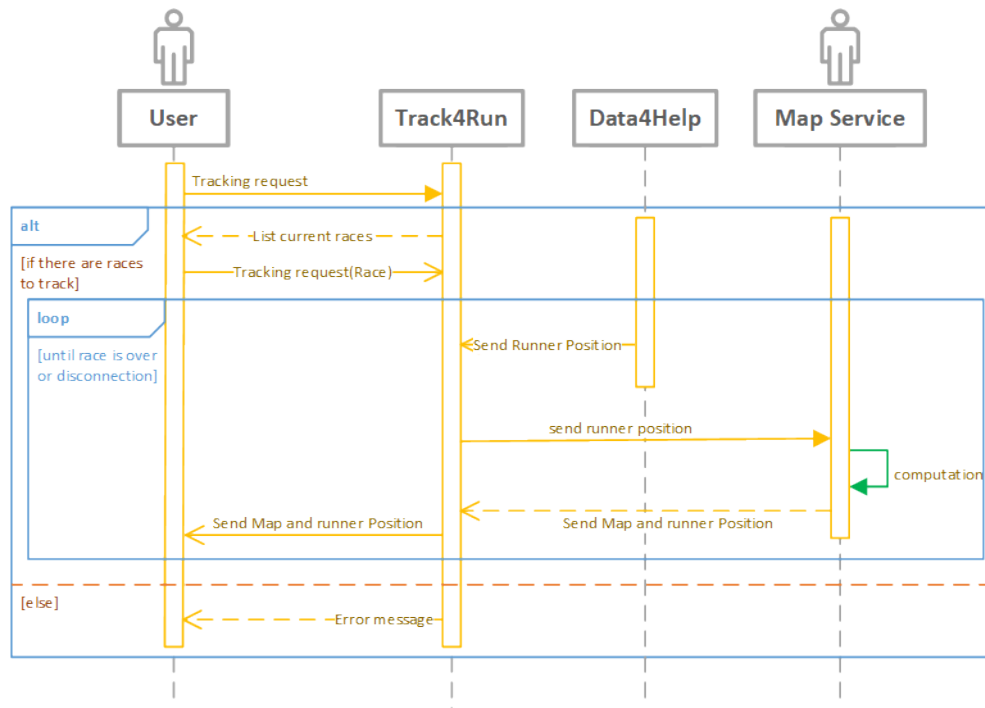 User
Track4Run
Data4Help
Map Service
Tracking request
alt
List current races
[if there are races
to track]
Tracking request(Race)
loop
[until race is over
or disconnection]
Send Runner Position
send runner position
computation
Send Map and runner Position
Send Map and runner Position
[else]
Error message